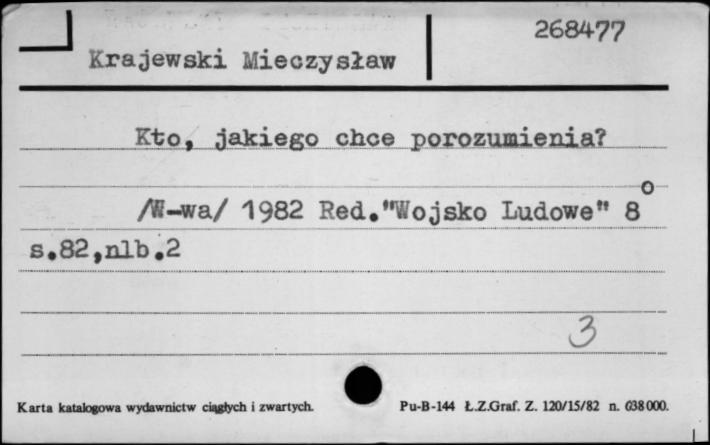 268477
Krajewski Mieczysław
Kto, jakiego chce porozumienia?
/W-wa/ 1982 Red."Wojsko Ludowe" 8°
s.82,nlb.2
3
Karta katalogowa wydawnictw ciągłych i zwartych. Pu-B-144 Ł.Z.Graf. Z. 120/15/82 n. 638000.